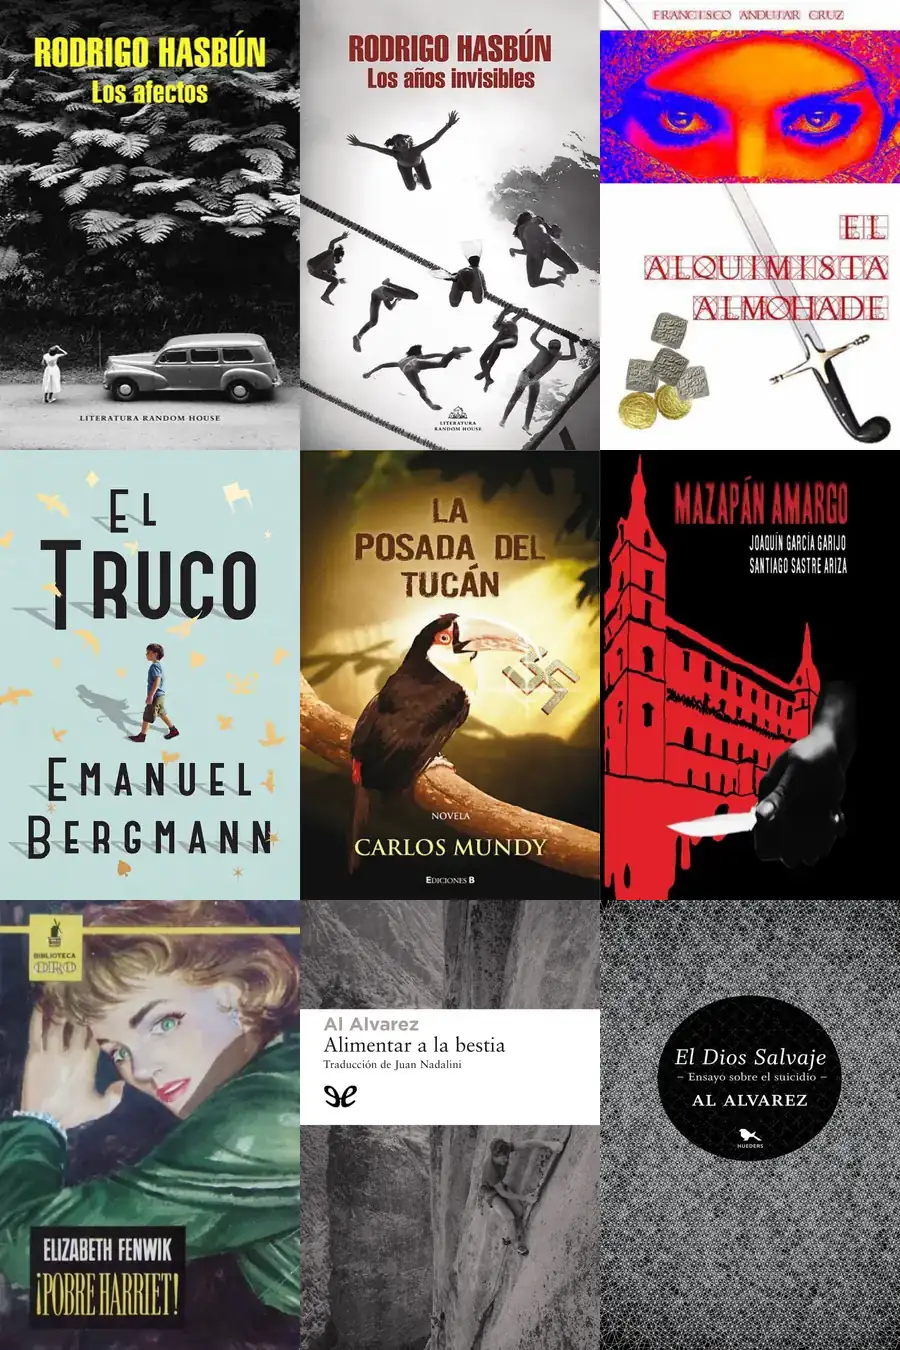 RODRIGO HASBÚN
Los afectos
LITERATURA RANDOM HOUSE
RODRIGO HASBÚN
Los años invisibles
LITERATURA
RANDOM HOUSE
FRANCISCO ANDUJAR CRUZ
EL
ALQUIMISTA
ALMOHADE
EL
TRUCO
EMANUEL
BERGMANN
LA
POSADA DEL
TUCÁN
NOVELA
CARLOS MUNDY
EDICIONES B
MAZAPÁN AMARGO
JOAQUÍN GARCÍA GARIJO
SANTIAGO SASTRE ARIZA
BIBLIOTECA
ORO
ELIZABETH FENWIK
¡POBRE HARRIET!
Al Alvarez
Alimentar a la bestia
Traducción de Juan Nadalini
El Dios Salvaje
– Ensayo sobre el suicidio –
AL ALVAREZ
HUEDERS